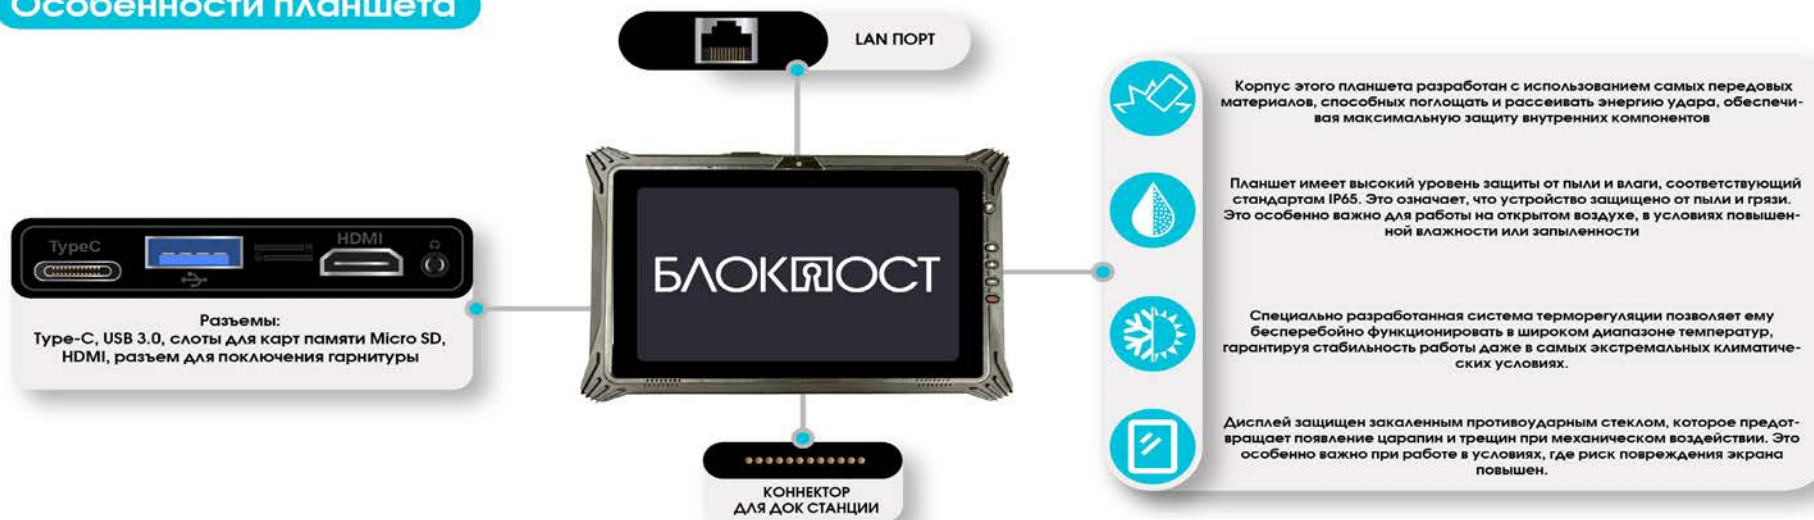 Особенности планшета
LAN ПОРТ
TypeC
HDMI
Разъемы:
Type-C, USB 3.0, слоты для карт памяти Micro SD,
HDMI, разъем для поключения гарнитуры
БЛОКПОСТ
КОННЕКТОР
ДЛЯ ДОК СТАНЦИИ
Корпус этого планшета разработан с использованием самых передовых
материалов, способных поглощать и рассеивать энергию удара, обеспечи-
вая максимальную защиту внутренних компонентов
Планшет имеет высокий уровень защиты от пыли и влаги, соответствующий
стандартам IP65. Это означает, что устройство защищено от пыли и грязи.
Это особенно важно для работы на открытом воздухе, в условиях повышен-
ной влажности или запыленности
Специально разработанная система терморегуляции позволяет ему
бесперебойно функционировать в широком диапазоне температур,
гарантируя стабильность работы даже в самых экстремальных климатиче-
ских условиях.
Дисплей защищен закаленным противоударным стеклом, которое предот-
вращает появление царапин и трещин при механическом воздействии. Это
особенно важно при работе в условиях, где риск повреждения экрана
повышен.